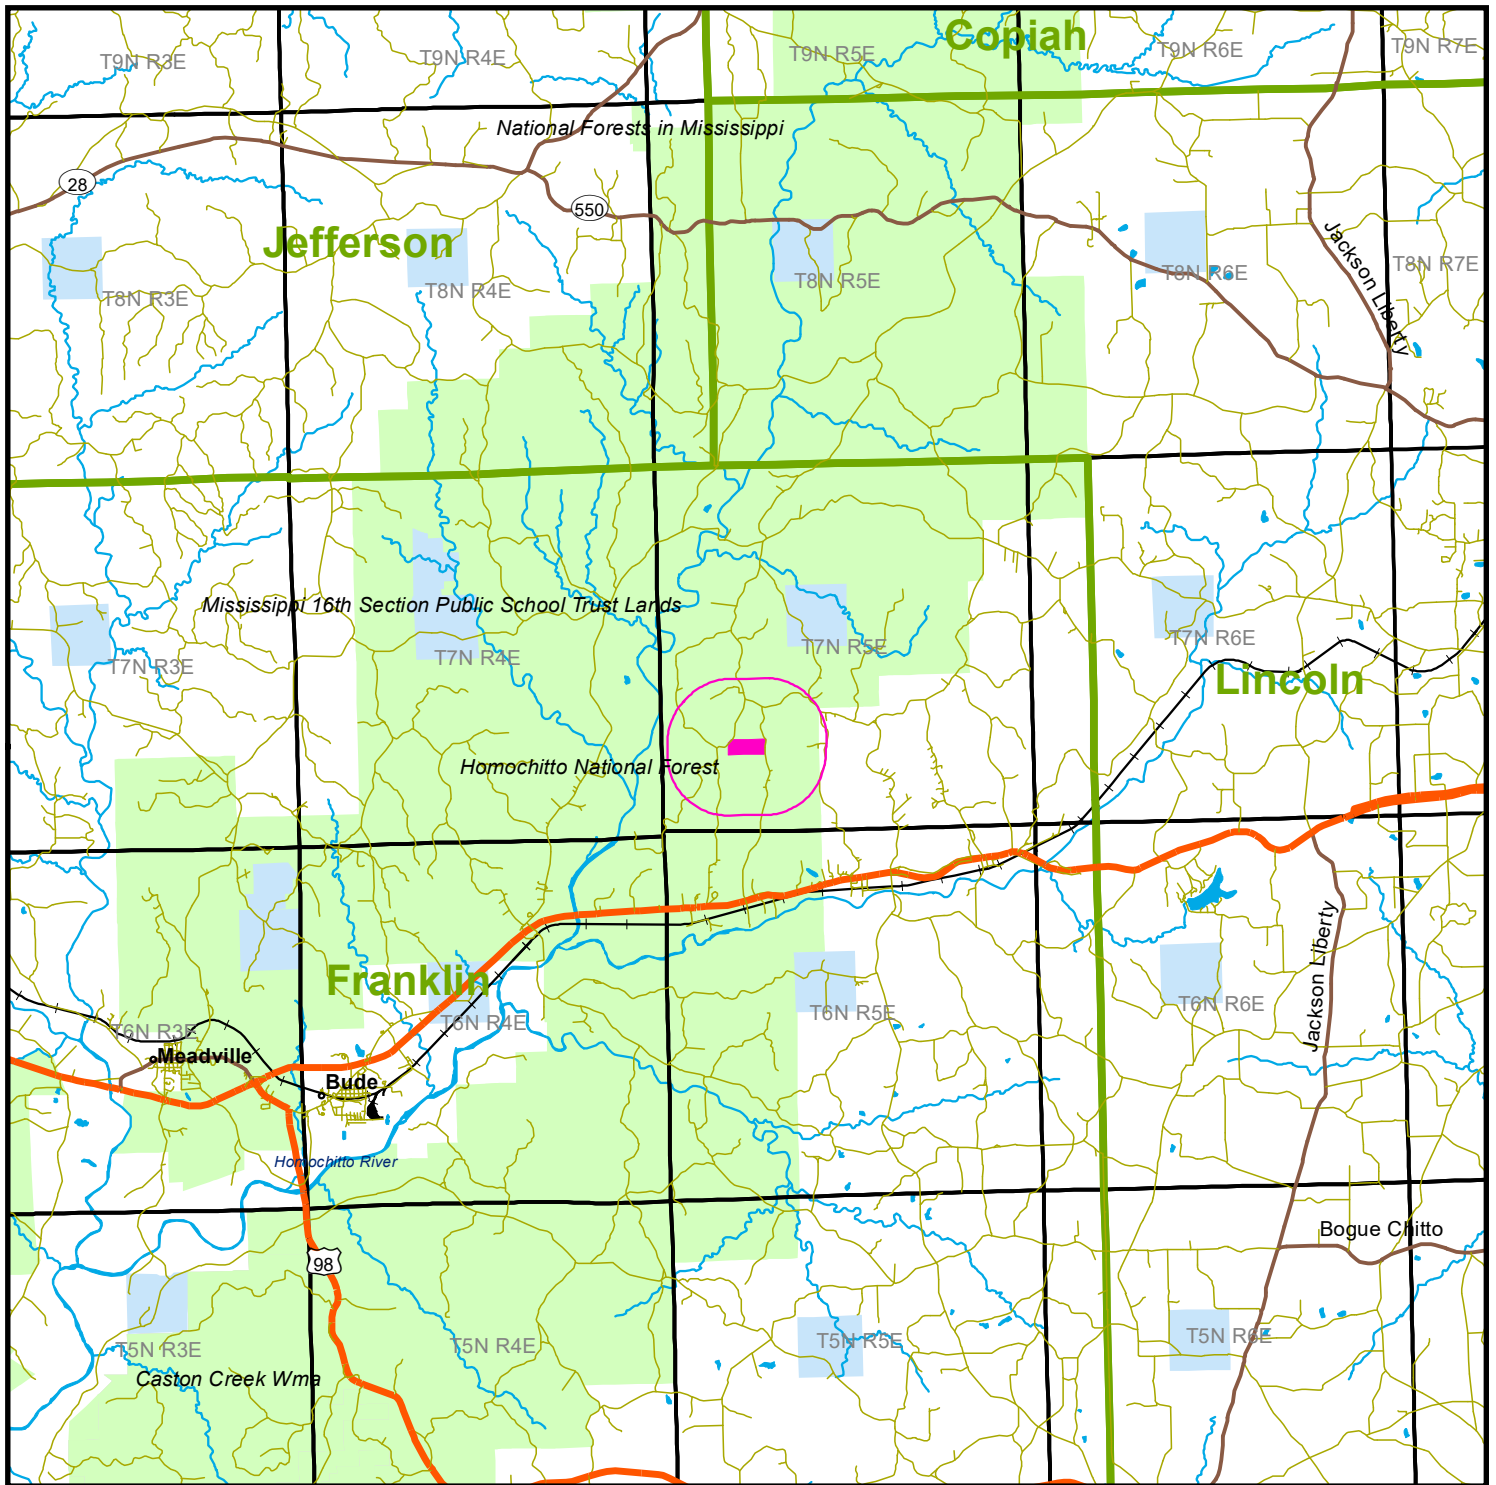 Copiah
T9N R3E
T9N R4E
T9N R5E
T9N R6E
T9N R7E
National Forests in Mississippi
28
550
Jefferson
Jackson Liberty
T8N R3E
T8N R4E
T8N R5E
T8N R6E
T8N R7E
Mississippi 16th Section Public School Trust Lands
T7N R3E
T7N R4E
T7N R5E
T7N R6E
Lincoln
Homochitto National Forest
Franklin
Jackson Liberty
T6N R3E
T6N R4E
T6N R5E
T6N R6E
Meadville
Bude
Homochitto River
Bogue Chitto
98
T5N R3E
T5N R4E
T5N R5E
T5N R6E
Caston Creek Wma